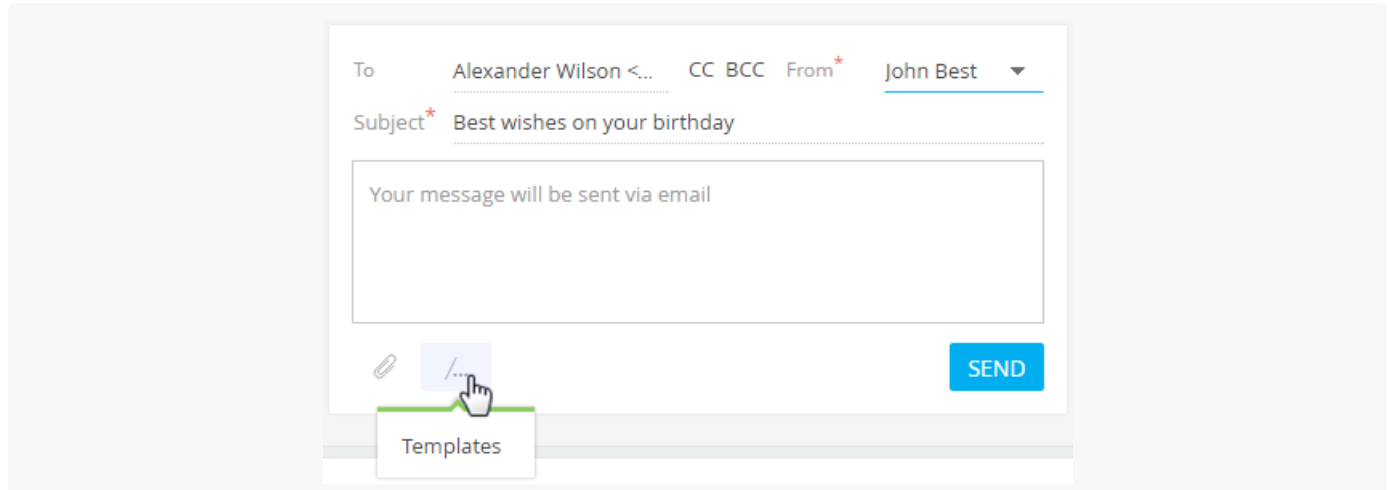 To Alexander Wilson <... CC BCC From* John Best
Subject* Best wishes on your birthday
Your message will be sent via email
/... SEND
Templates